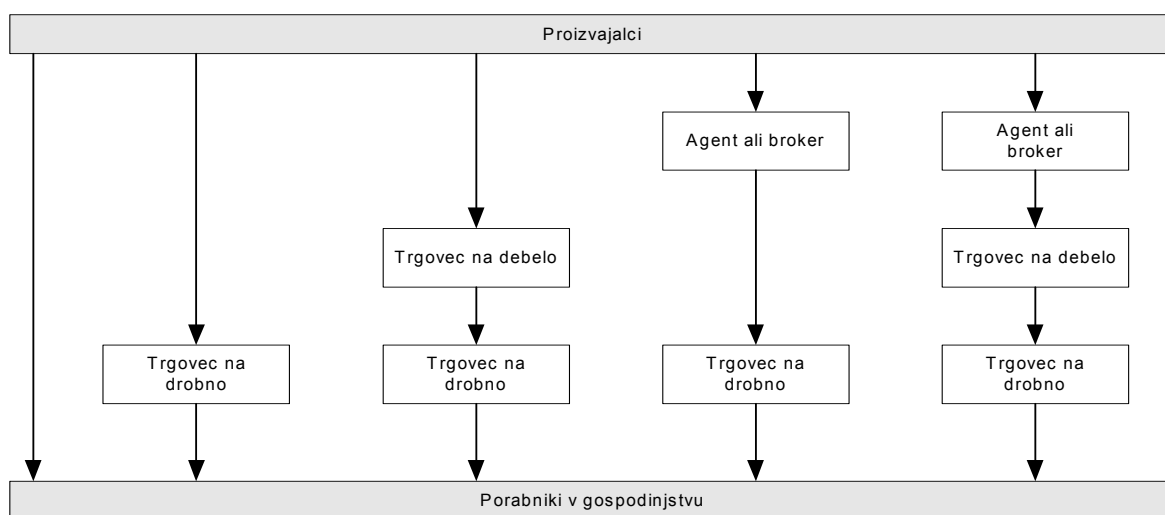 Proizvajalci
Agent ali broker
Agent ali
broker
Trgovec na debelo
Trgovec na debelo
Trgovec na
drobno
Trgovec na
drobno
Trgovec na
drobno
Trgovec na
drobno
Porabniki v gospodinjstvu